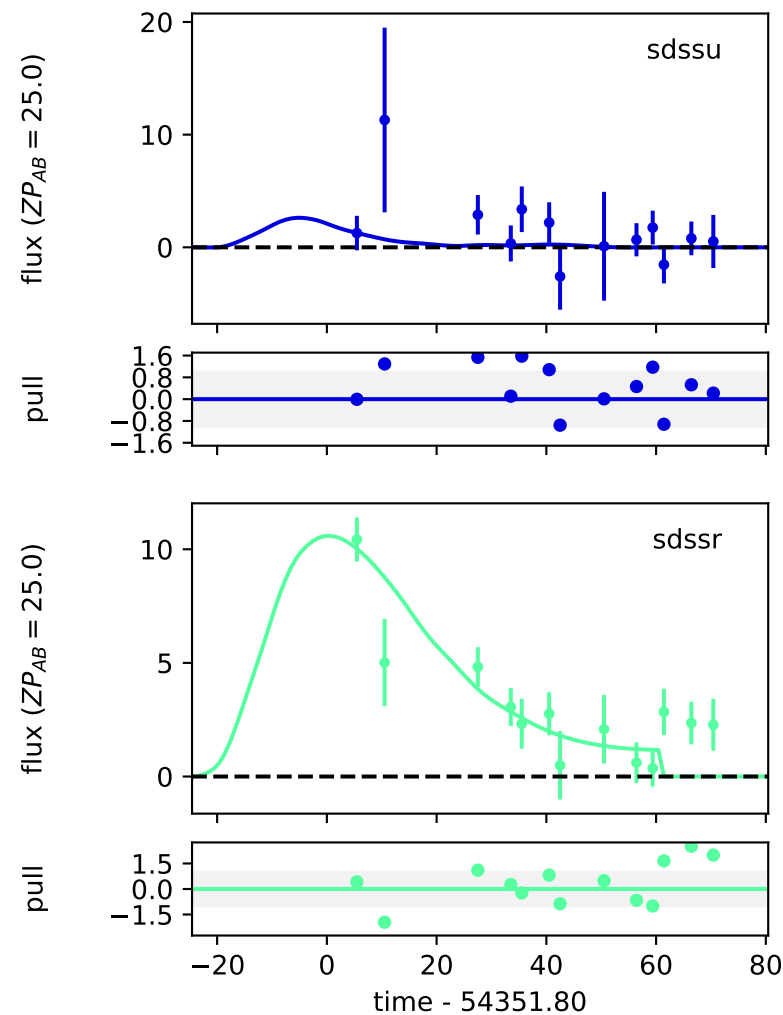 20
10
0
flux (ZP_AB = 25.0)
sdssu
1.6
0.8
0.0
−0.8
−1.6
pull
10
5
0
flux (ZP_AB = 25.0)
sdssr
1.5
0.0
−1.5
pull
−20 0 20 40 60 80
time - 54351.80